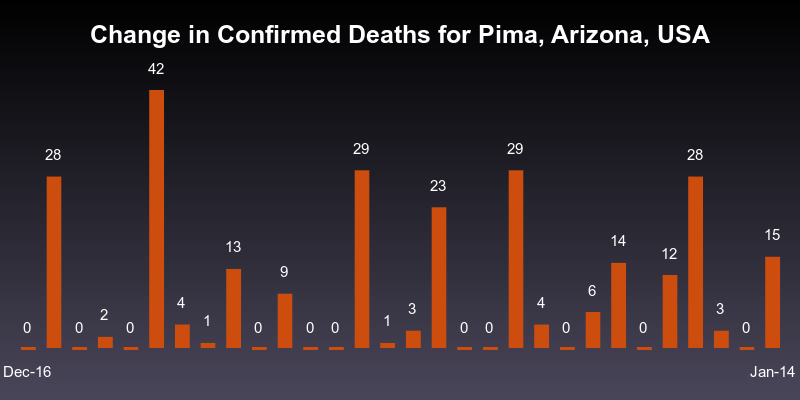 Change in Confirmed Deaths for Pima, Arizona, USA
0 28 0 2 0 42 4 1 13 0 9 0 0 29 1 3 23 0 0 29 4 0 6 14 0 12 28 3 0 15
Dec-16 Jan-14